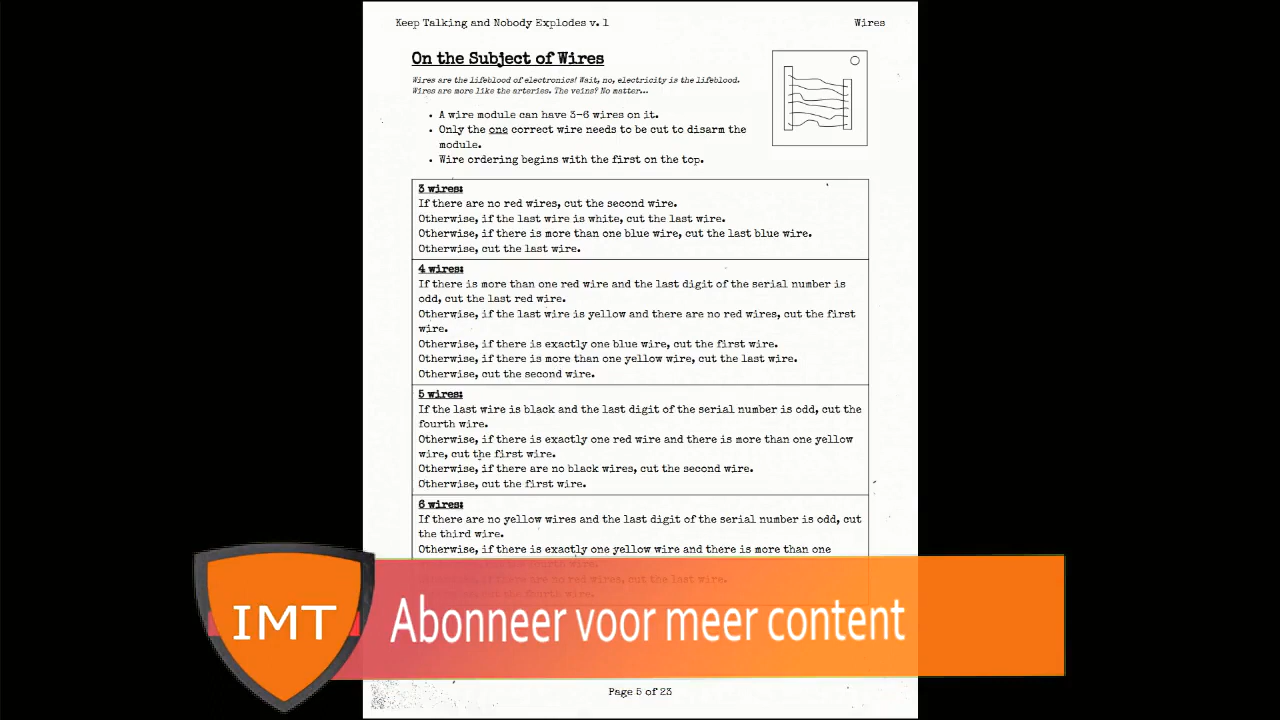 Keep Talking and Nobody Explodes v. 1
Wires
On the Subject of Wires
Wires are the lifeblood of electronics! Wait, no, electricity is the lifeblood.
Wires are more like the arteries. The veins? No matter...
• A wire module can have 3-6 wires on it.
• Only the one correct wire needs to be cut to disarm the
module.
• Wire ordering begins with the first on the top.
3 wires:
If there are no red wires, cut the second wire.
Otherwise, if the last wire is white, cut the last wire.
Otherwise, if there is more than one blue wire, cut the last blue wire.
Otherwise, cut the last wire.
4 wires:
If there is more than one red wire and the last digit of the serial number is
odd, cut the last red wire.
Otherwise, if the last wire is yellow and there are no red wires, cut the first
wire.
Otherwise, if there is exactly one blue wire, cut the first wire.
Otherwise, if there is more than one yellow wire, cut the last wire.
Otherwise, cut the second wire.
5 wires:
If the last wire is black and the last digit of the serial number is odd, cut the
fourth wire.
Otherwise, if there is exactly one red wire and there is more than one yellow
wire, cut the first wire.
Otherwise, if there are no black wires, cut the second wire.
Otherwise, cut the first wire.
6 wires:
If there are no yellow wires and the last digit of the serial number is odd, cut
the third wire.
Otherwise, if there is exactly one yellow wire and there is more than one
fourth wire.
if there are no red wires, cut the last wire.
fourth wire.
IMT
Abonneer voor meer content
Page 5 of 23